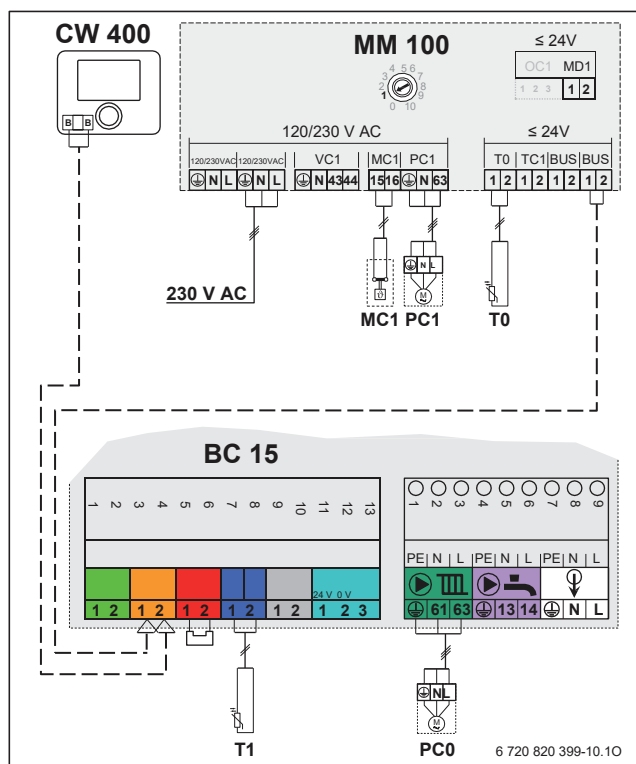 CW 400
B B
MM 100
4 5 6
3 7
2 8
1 9
0 10
≤ 24V
OC1 MD1
1 2 3 1 2
120/230 V AC
≤ 24V
120/230VAC 120/230VAC VC1 MC1 PC1
T0 TC1 BUS BUS
N L N L N 43 44 15 16 N 63
1 2 1 2 1 2 1 2
230 V AC
ϑ
N L
M
MC1 PC1 T0
BC 15
1 2 3 4 5 6 7 8 9 10 11 12 13
1 2 3 4 5 6 7 8 9
PE N L PE N L PE N L
24 V 0 V
1 2 1 2 1 2 1 2 1 2 1 2 3
61 63 13 14 N L
N L
M
T1 PC0
6 720 820 399-10.1O